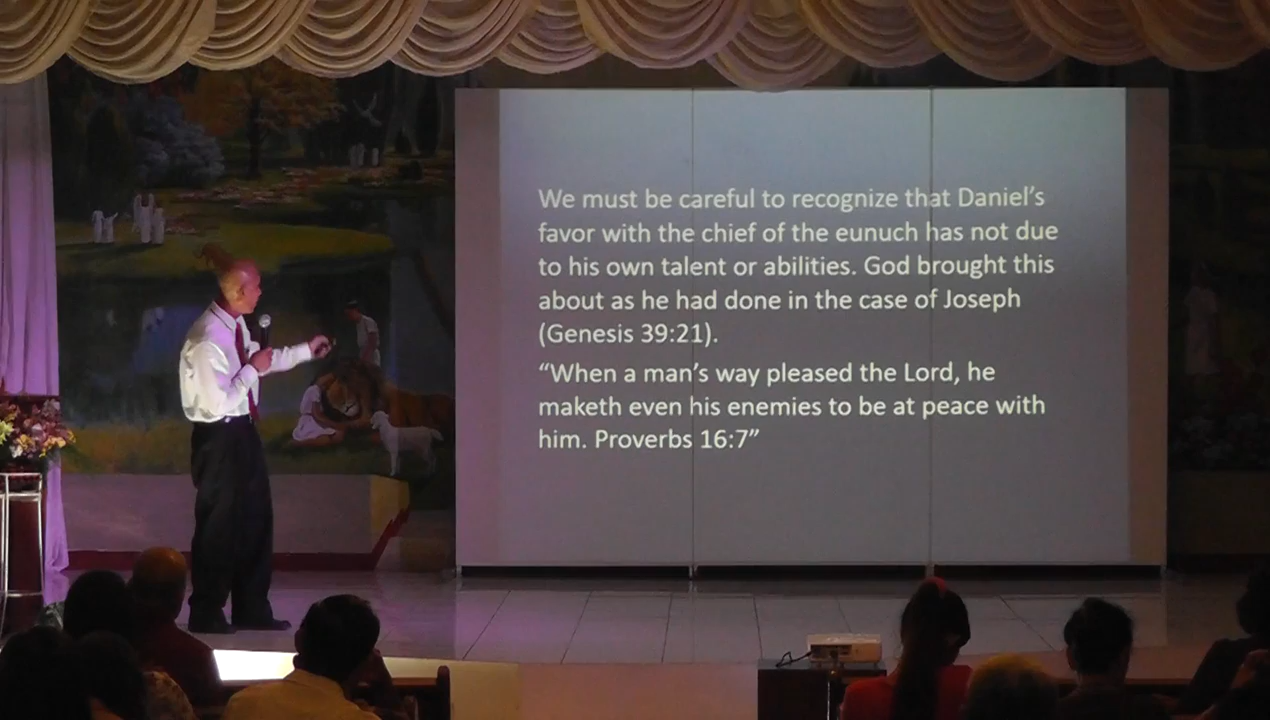 We must be careful to recognize that Daniel’s
favor with the chief of the eunuch has not due
to his own talent or abilities. God brought this
about as he had done in the case of Joseph
(Genesis 39:21).
“When a man’s way pleased the Lord, he
maketh even his enemies to be at peace with
him. Proverbs 16:7”